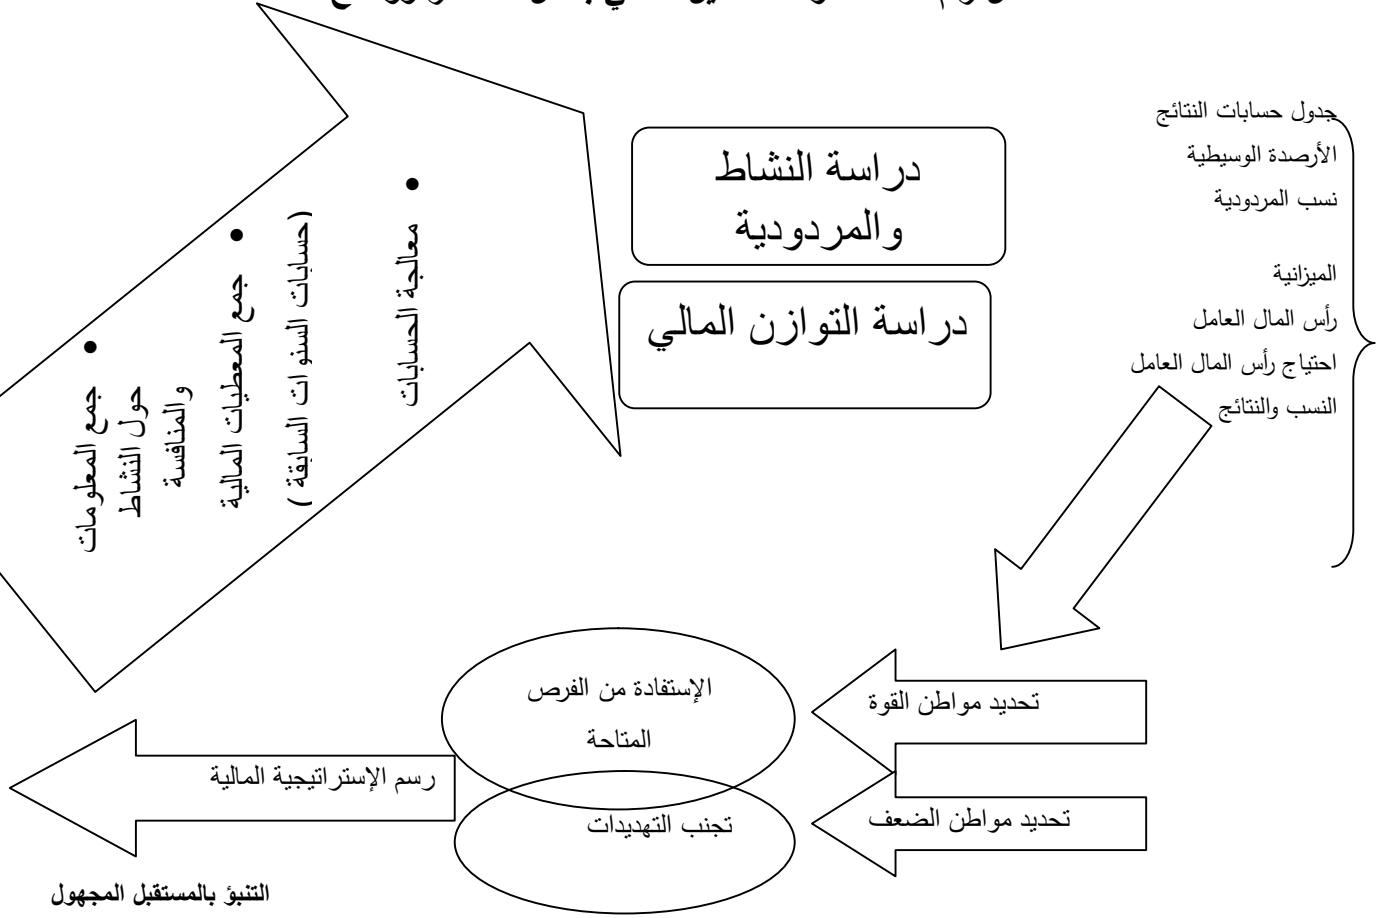 جدول حسابات النتائج
الأرصدة الوسيطية
نسب المردودية
الميزانية
رأس المال العامل
احتياج رأس المال العامل
النسب والنتائج
دراسة النشاط
والمردودية
دراسة التوازن المالي
• معالجة الحسابات
• جمع المعطيات المالية
(حسابات السنوات السابقة )
• جمع المعلومات
حول النشاط
والمنافسة
تحديد مواطن القوة
تحديد مواطن الضعف
الإستفادة من الفرص
المتاحة
تجنب التهديدات
رسم الإستراتيجية المالية
التنبؤ بالمستقبل المجهول